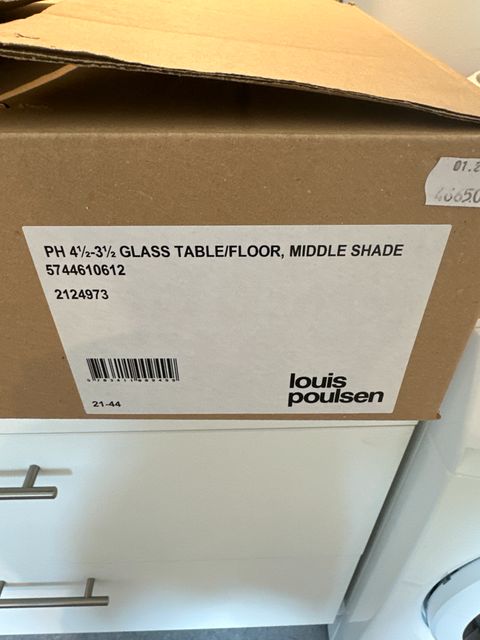 PH 4½-3½ GLASS TABLE/FLOOR, MIDDLE SHADE
5744610612
2124973
21-44
louis
poulsen